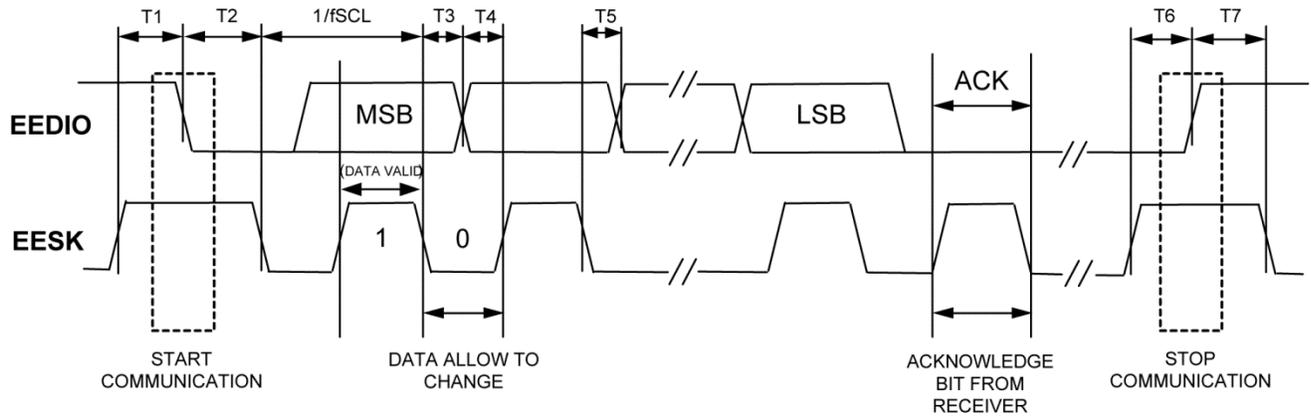 T1 T2 1/fSCL T3 T4 T5 T6 T7
ACK
EEDIO MSB LSB
(DATA VALID)
EESK 1 0
START
COMMUNICATION
DATA ALLOW TO
CHANGE
ACKNOWLEDGE
BIT FROM
RECEIVER
STOP
COMMUNICATION